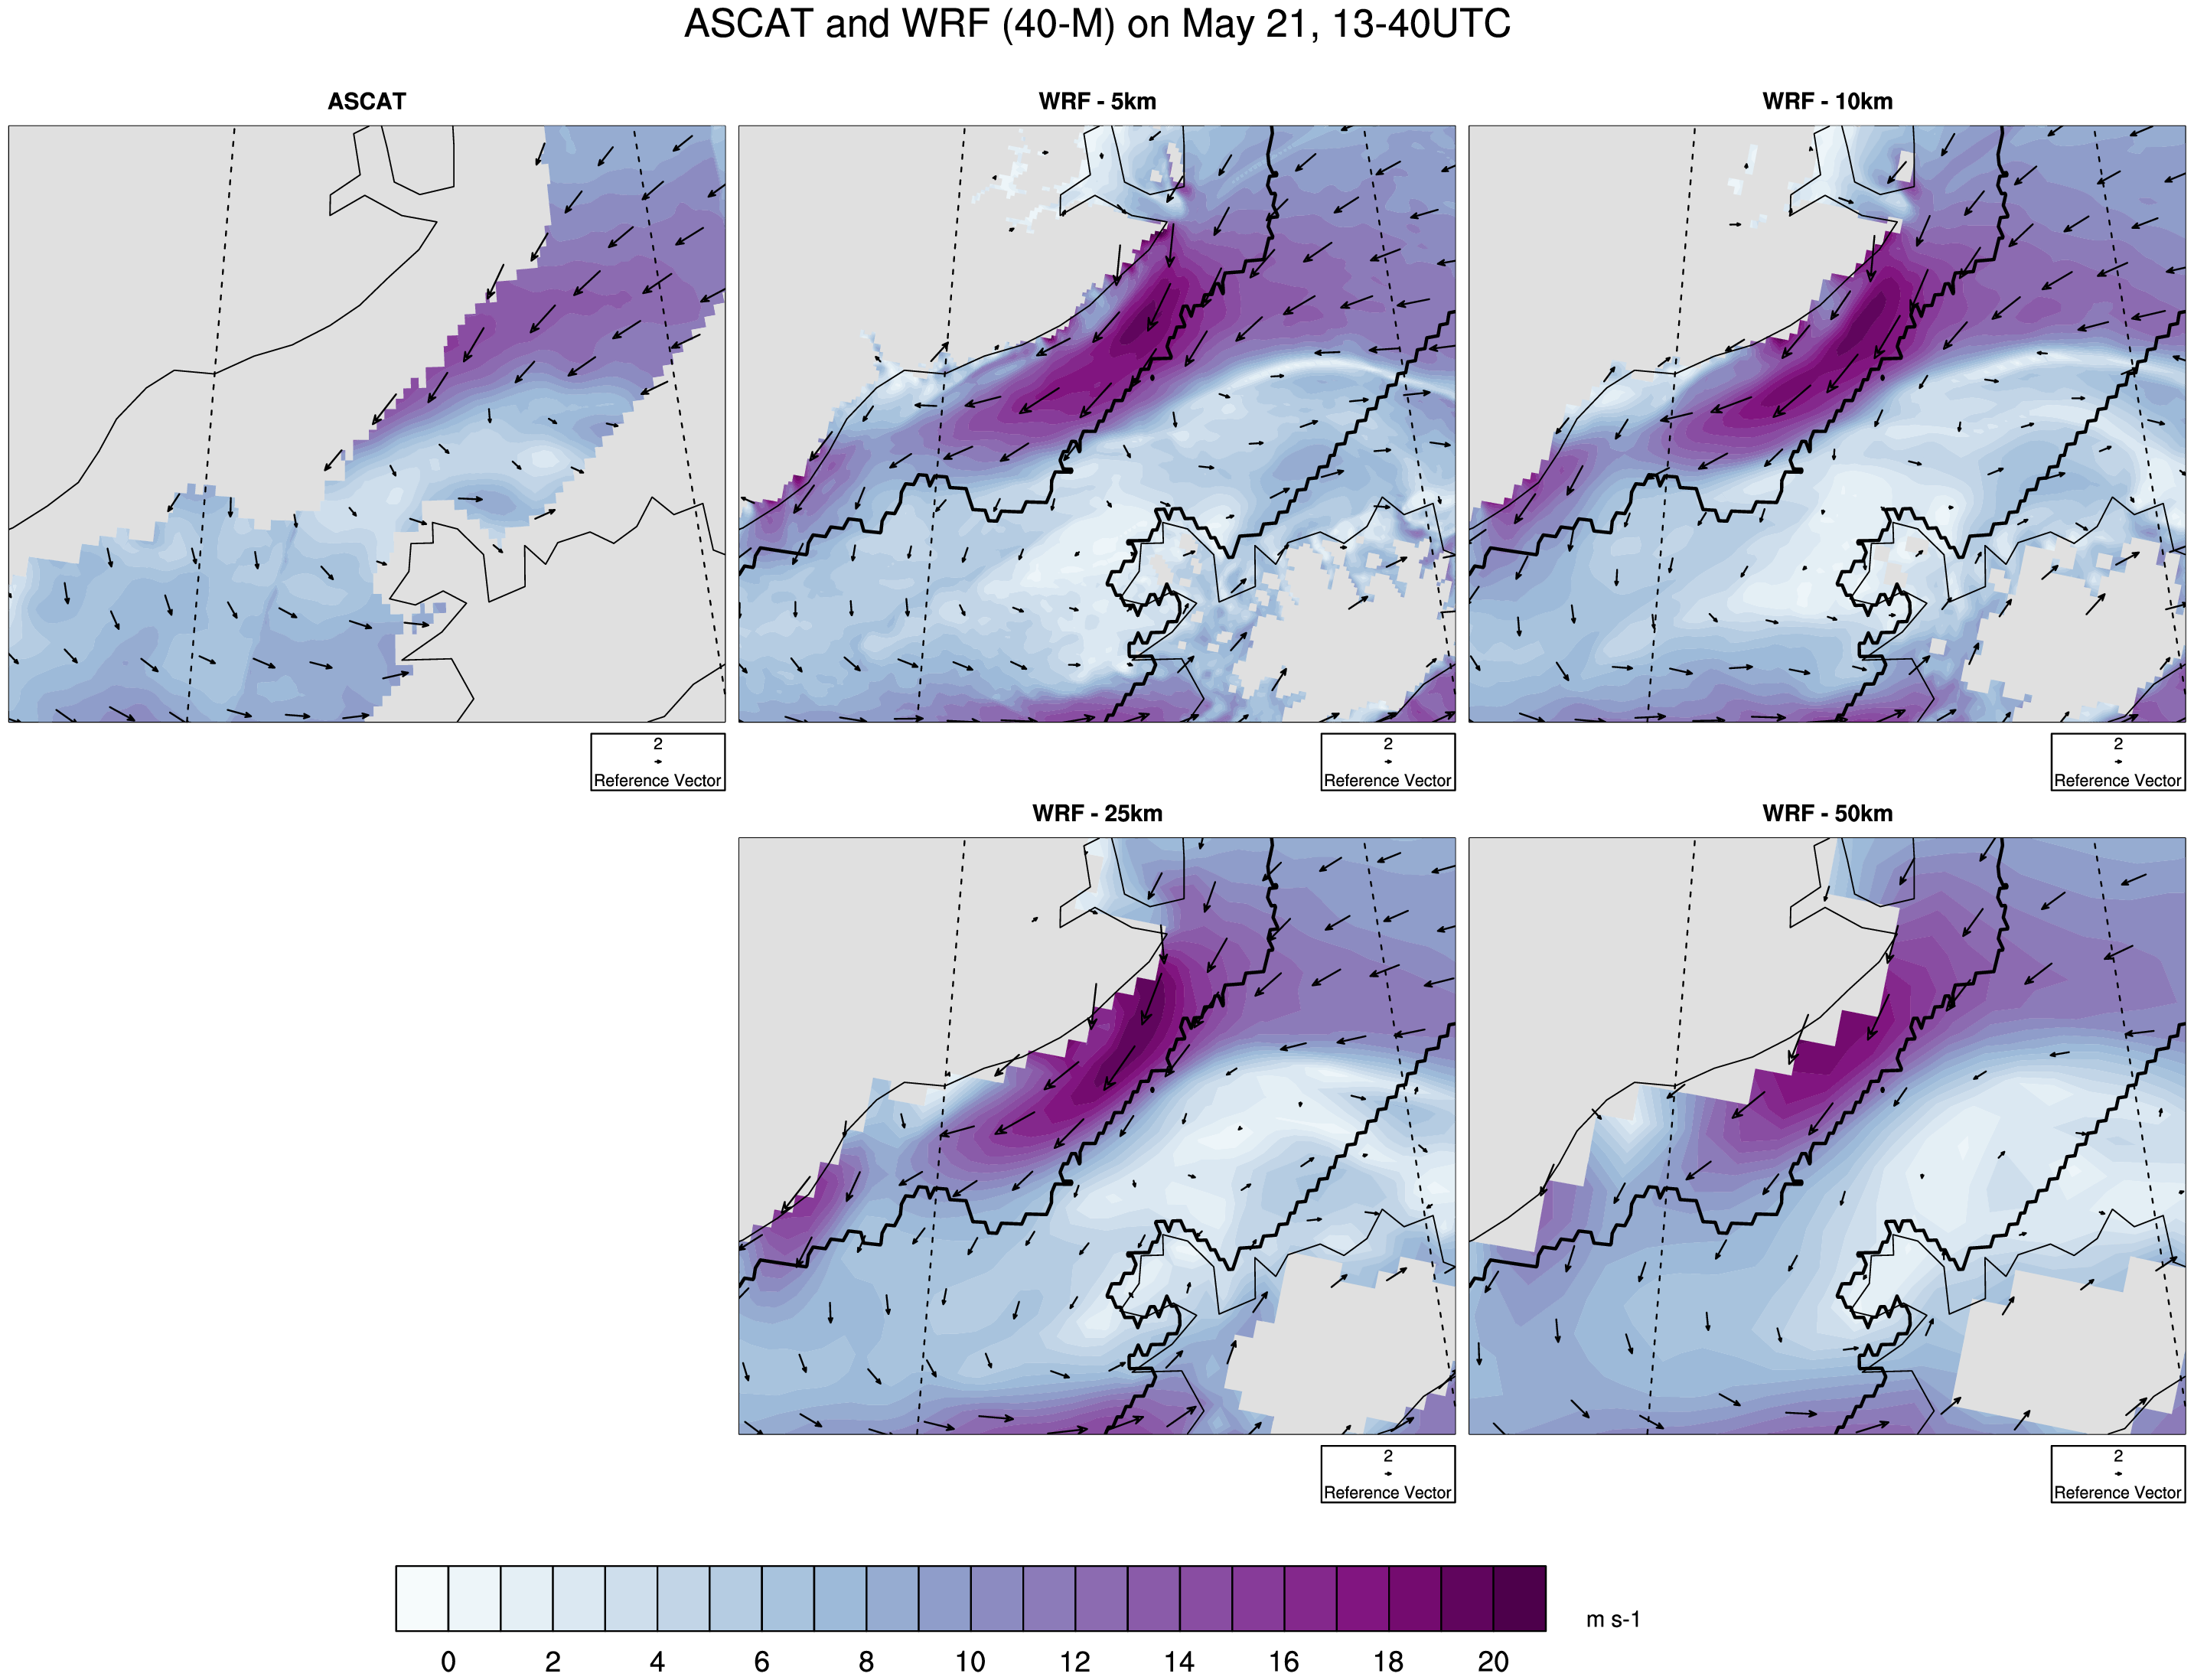 ASCAT and WRF (40-M) on May 21, 13-40UTC
ASCAT
WRF - 5km
WRF - 10km
2
Reference Vector
2
Reference Vector
2
Reference Vector
WRF - 25km
WRF - 50km
2
Reference Vector
2
Reference Vector
m s-1
0 2 4 6 8 10 12 14 16 18 20